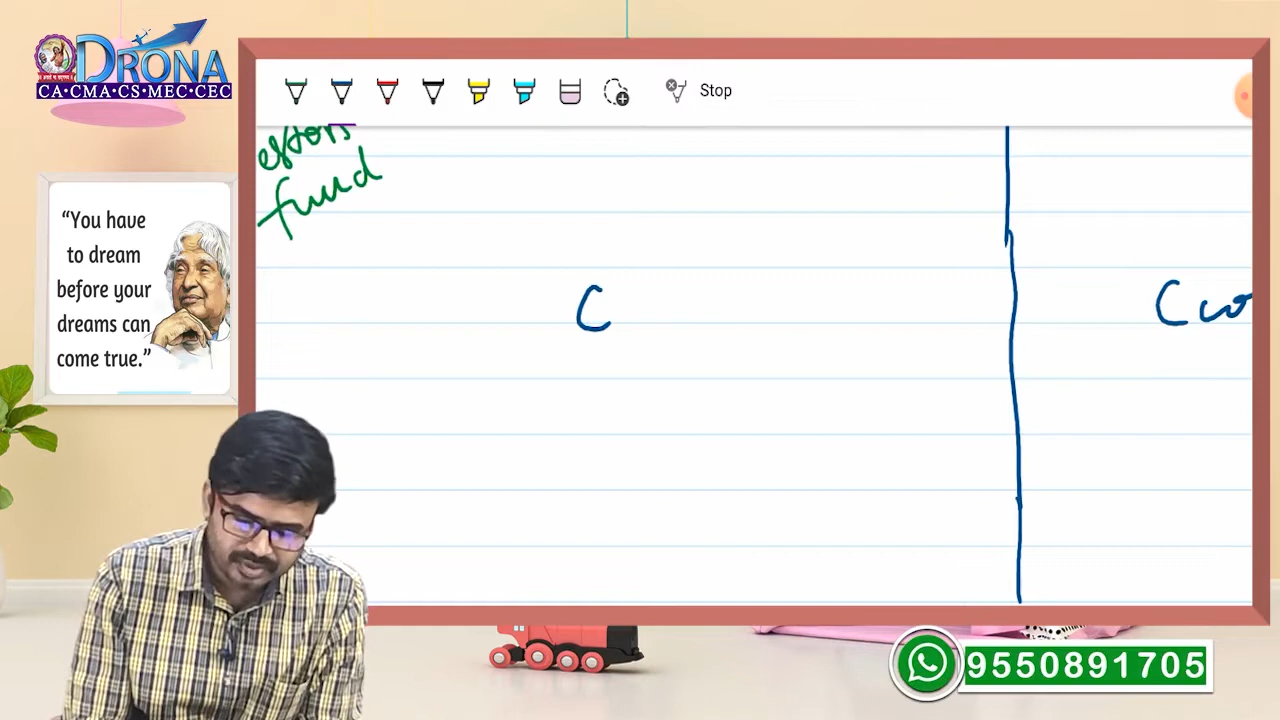 DRONA
CA•CMA•CS•MEC•CEC
Stop
fund
C
“You have
to dream
before your
dreams can
come true.”
9550891705